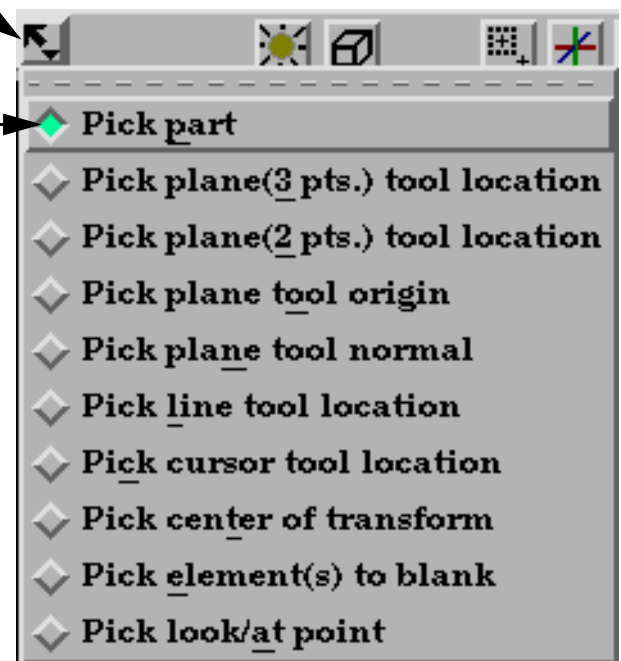 Pick part
Pick plane(3 pts.) tool location
Pick plane(2 pts.) tool location
Pick plane tool origin
Pick plane tool normal
Pick line tool location
Pick cursor tool location
Pick center of transform
Pick element(s) to blank
Pick look/at point